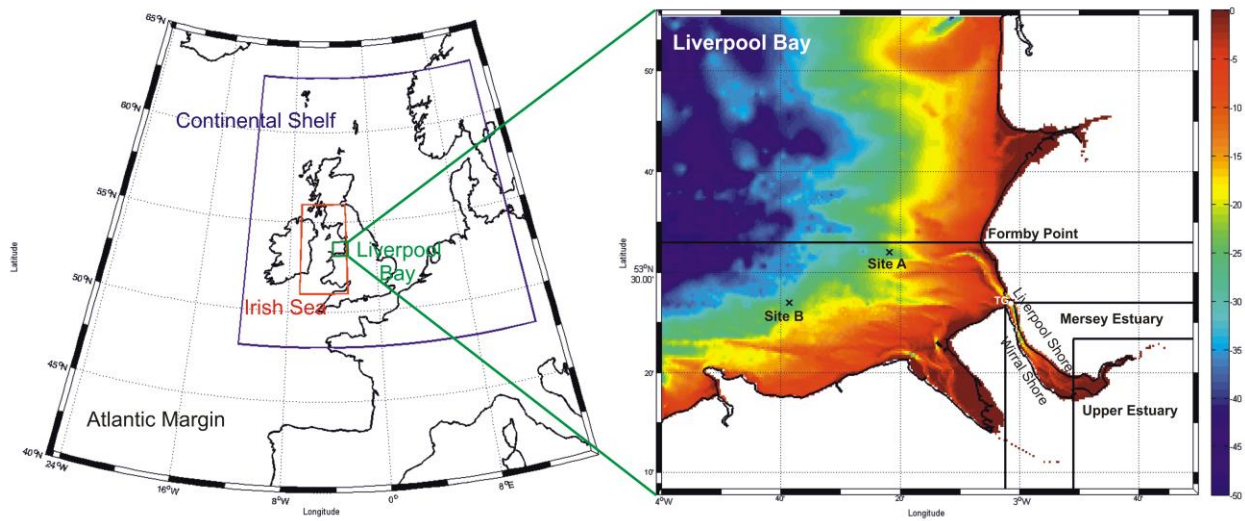 65°N
60°N
55°N
50°N
45°N
40°N
24°W
16°W
8°W
0°
8°E
Latitude
Longitude
Continental Shelf
Liverpool
Bay
Irish Sea
Atlantic Margin
Liverpool Bay
50'
40'
53°N
30.00'
20'
10'
4°W
20'
3°W
40'
Latitude
Longitude
Formby Point
Site A
Site B
TG
Liverpool Shore
Wirral Shore
Mersey Estuary
Upper Estuary
0
-5
-10
-15
-20
-25
-30
-35
-40
-45
-50